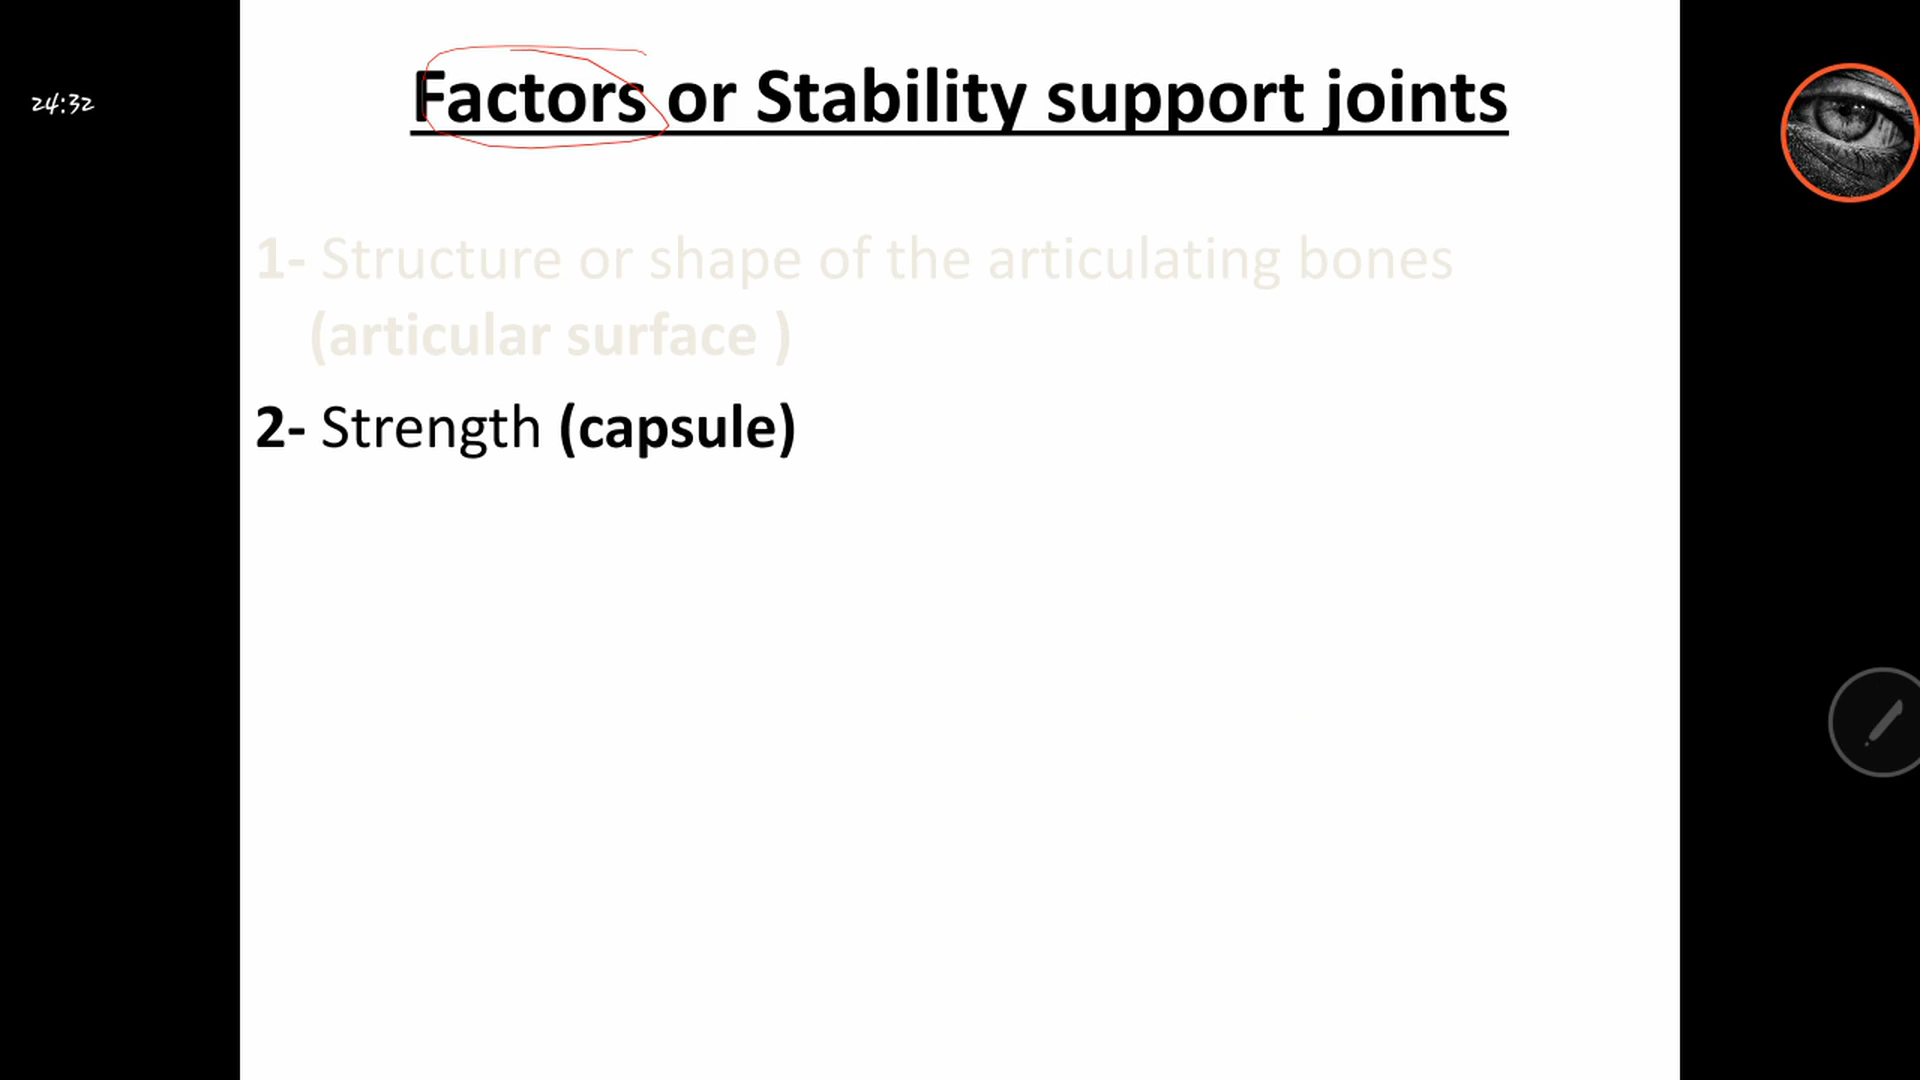 24:32
Factors or Stability support joints
1- Structure or shape of the articulating bones
(articular surface )
2- Strength (capsule)